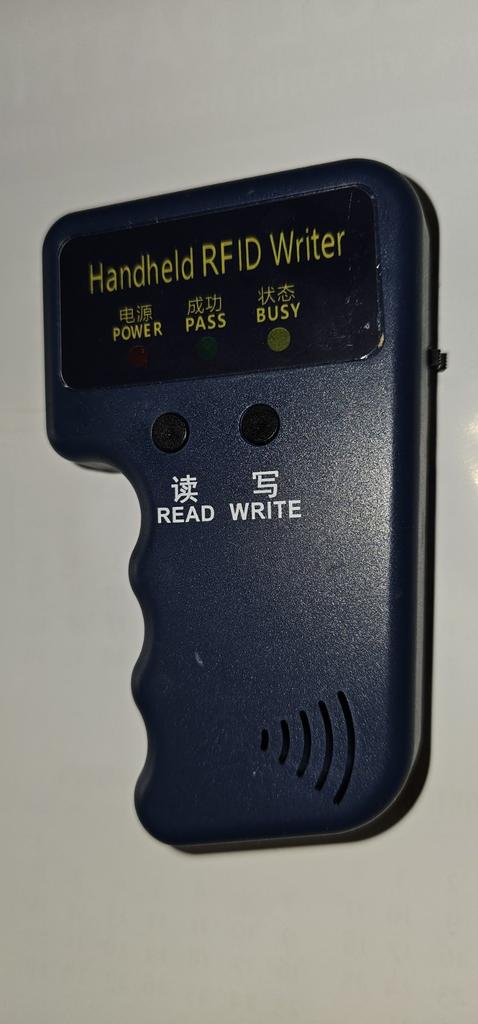 Handheld RFID Writer
电源 成功 状态
POWER PASS BUSY
读 写
READ WRITE